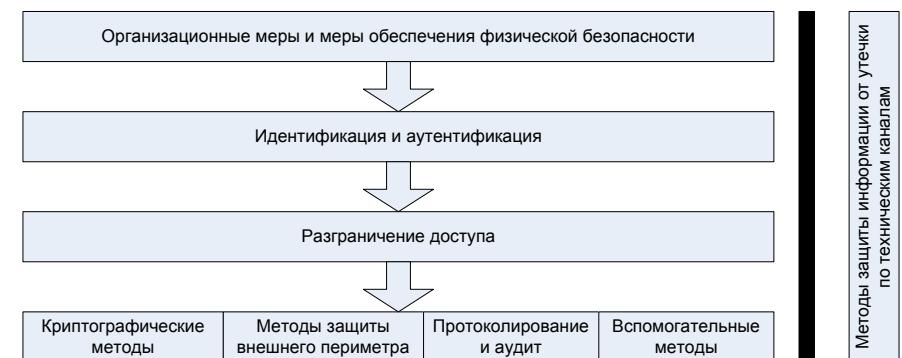 Организационные меры и меры обеспечения физической безопасности
Идентификация и аутентификация
Разграничение доступа
Криптографические
методы
Методы защиты
внешнего периметра
Протоколирование
и аудит
Вспомогательные
методы
Методы защиты информации от утечки
по техническим каналам